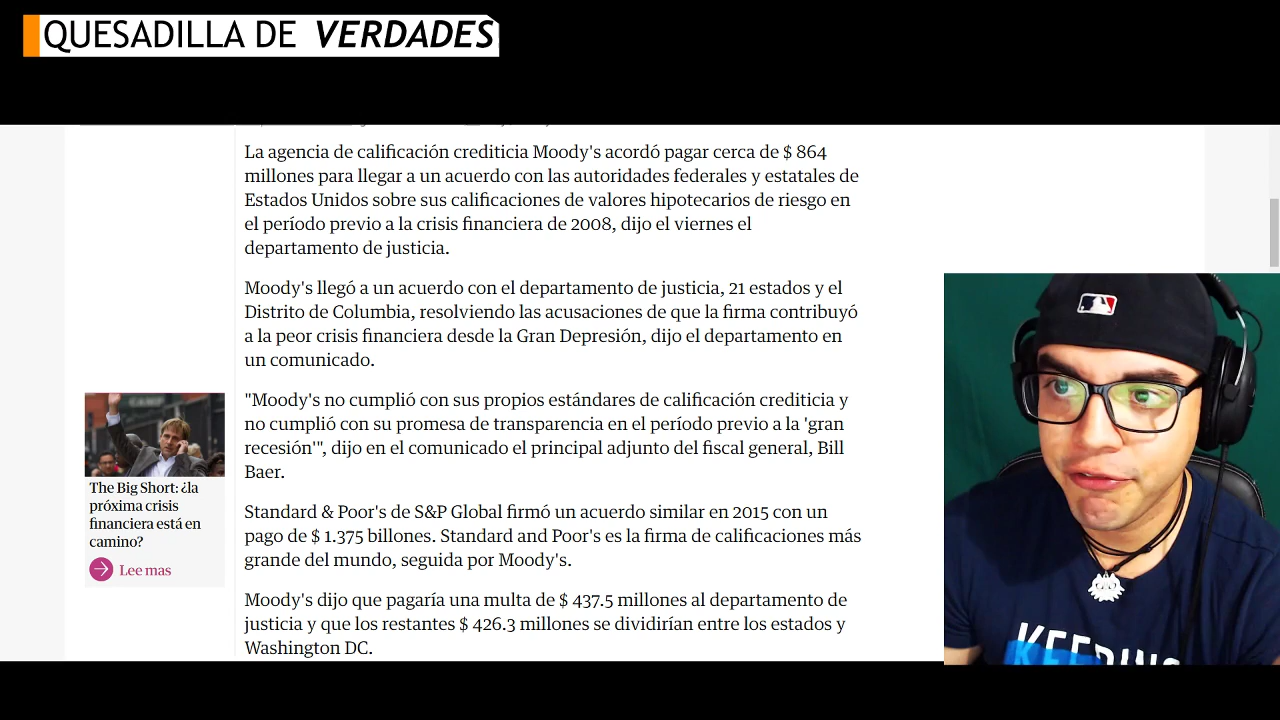 QUESADILLA DE VERDADES
La agencia de calificación crediticia Moody's acordó pagar cerca de $ 864
millones para llegar a un acuerdo con las autoridades federales y estatales de
Estados Unidos sobre sus calificaciones de valores hipotecarios de riesgo en
el período previo a la crisis financiera de 2008, dijo el viernes el
departamento de justicia.
Moody's llegó a un acuerdo con el departamento de justicia, 21 estados y el
Distrito de Columbia, resolviendo las acusaciones de que la firma contribuyó
a la peor crisis financiera desde la Gran Depresión, dijo el departamento en
un comunicado.
"Moody's no cumplió con sus propios estándares de calificación crediticia y
no cumplió con su promesa de transparencia en el período previo a la 'gran
recesión'", dijo en el comunicado el principal adjunto del fiscal general, Bill
Baer.
The Big Short: ¿la
próxima crisis
financiera está en
camino?
Lee mas
Standard & Poor's de S&P Global firmó un acuerdo similar en 2015 con un
pago de $ 1.375 billones. Standard and Poor's es la firma de calificaciones más
grande del mundo, seguida por Moody's.
Moody's dijo que pagaría una multa de $ 437.5 millones al departamento de
justicia y que los restantes $ 426.3 millones se dividirían entre los estados y
Washington DC.
KEEPING